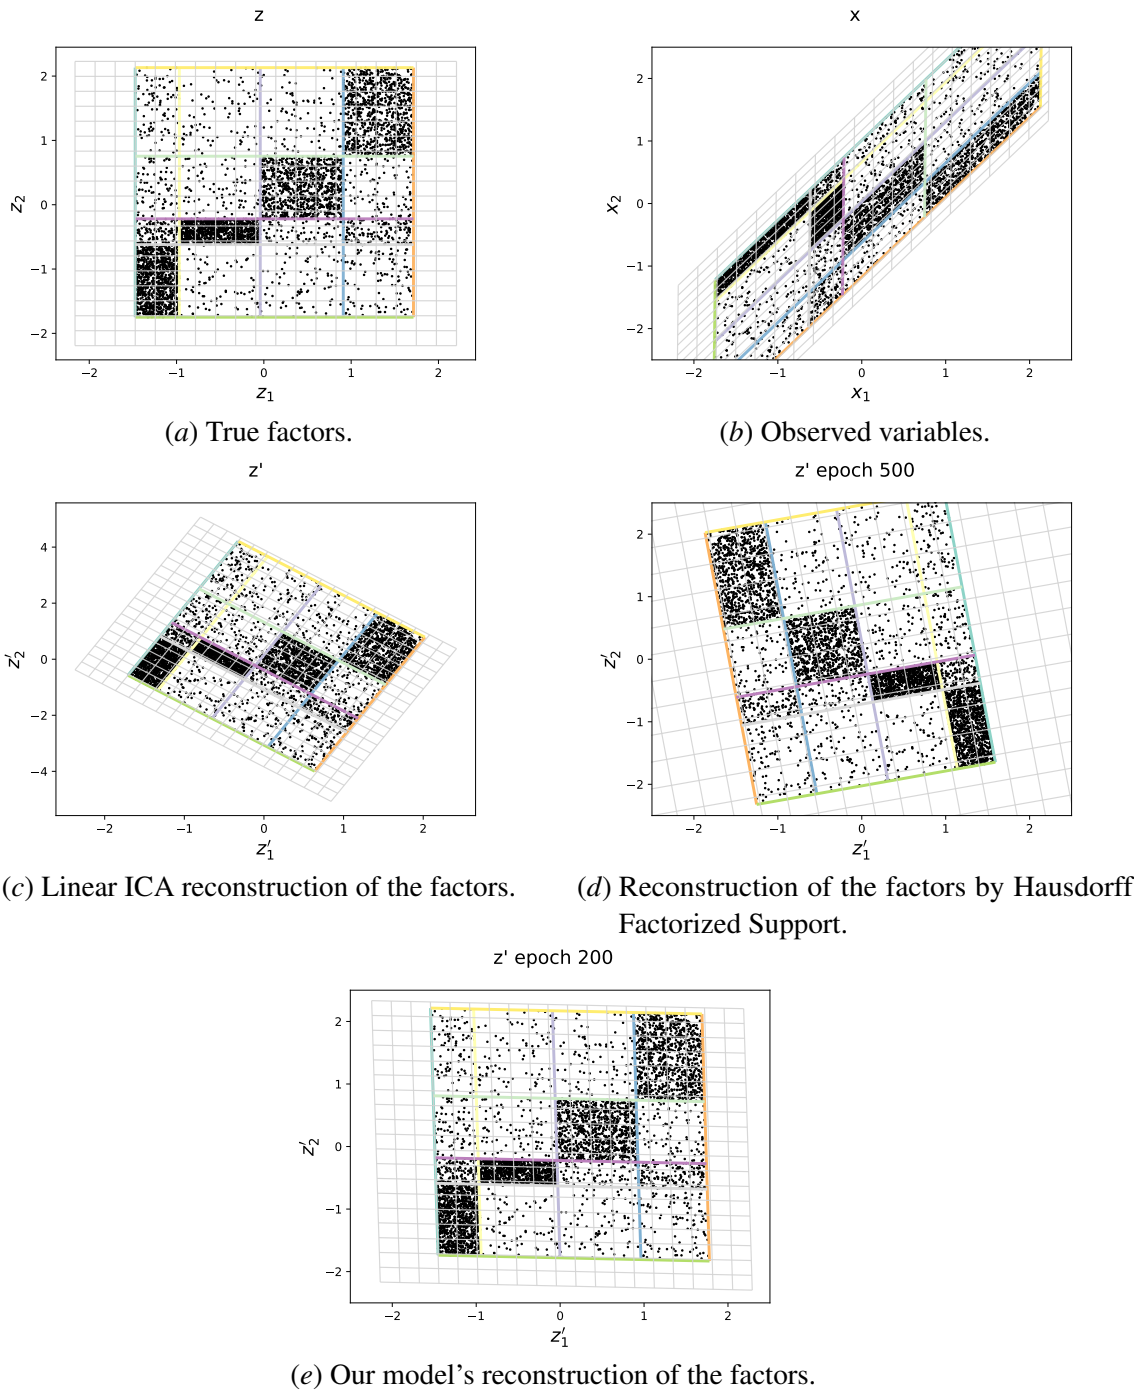 z
x
2
1
0
−1
−2
z₂
−2
−1
0
1
2
z₁
2
1
0
−1
−2
x₂
−2
−1
0
1
2
x₁
(a) True factors.
(b) Observed variables.
z'
z' epoch 500
4
2
0
−2
−4
z′₂
−2
−1
0
1
2
z′₁
2
1
0
−1
−2
z′₂
−2
−1
0
1
2
z′₁
(c) Linear ICA reconstruction of the factors.
(d) Reconstruction of the factors by Hausdorff
Factorized Support.
z' epoch 200
2
1
0
−1
−2
z′₂
−2
−1
0
1
2
z′₁
(e) Our model’s reconstruction of the factors.